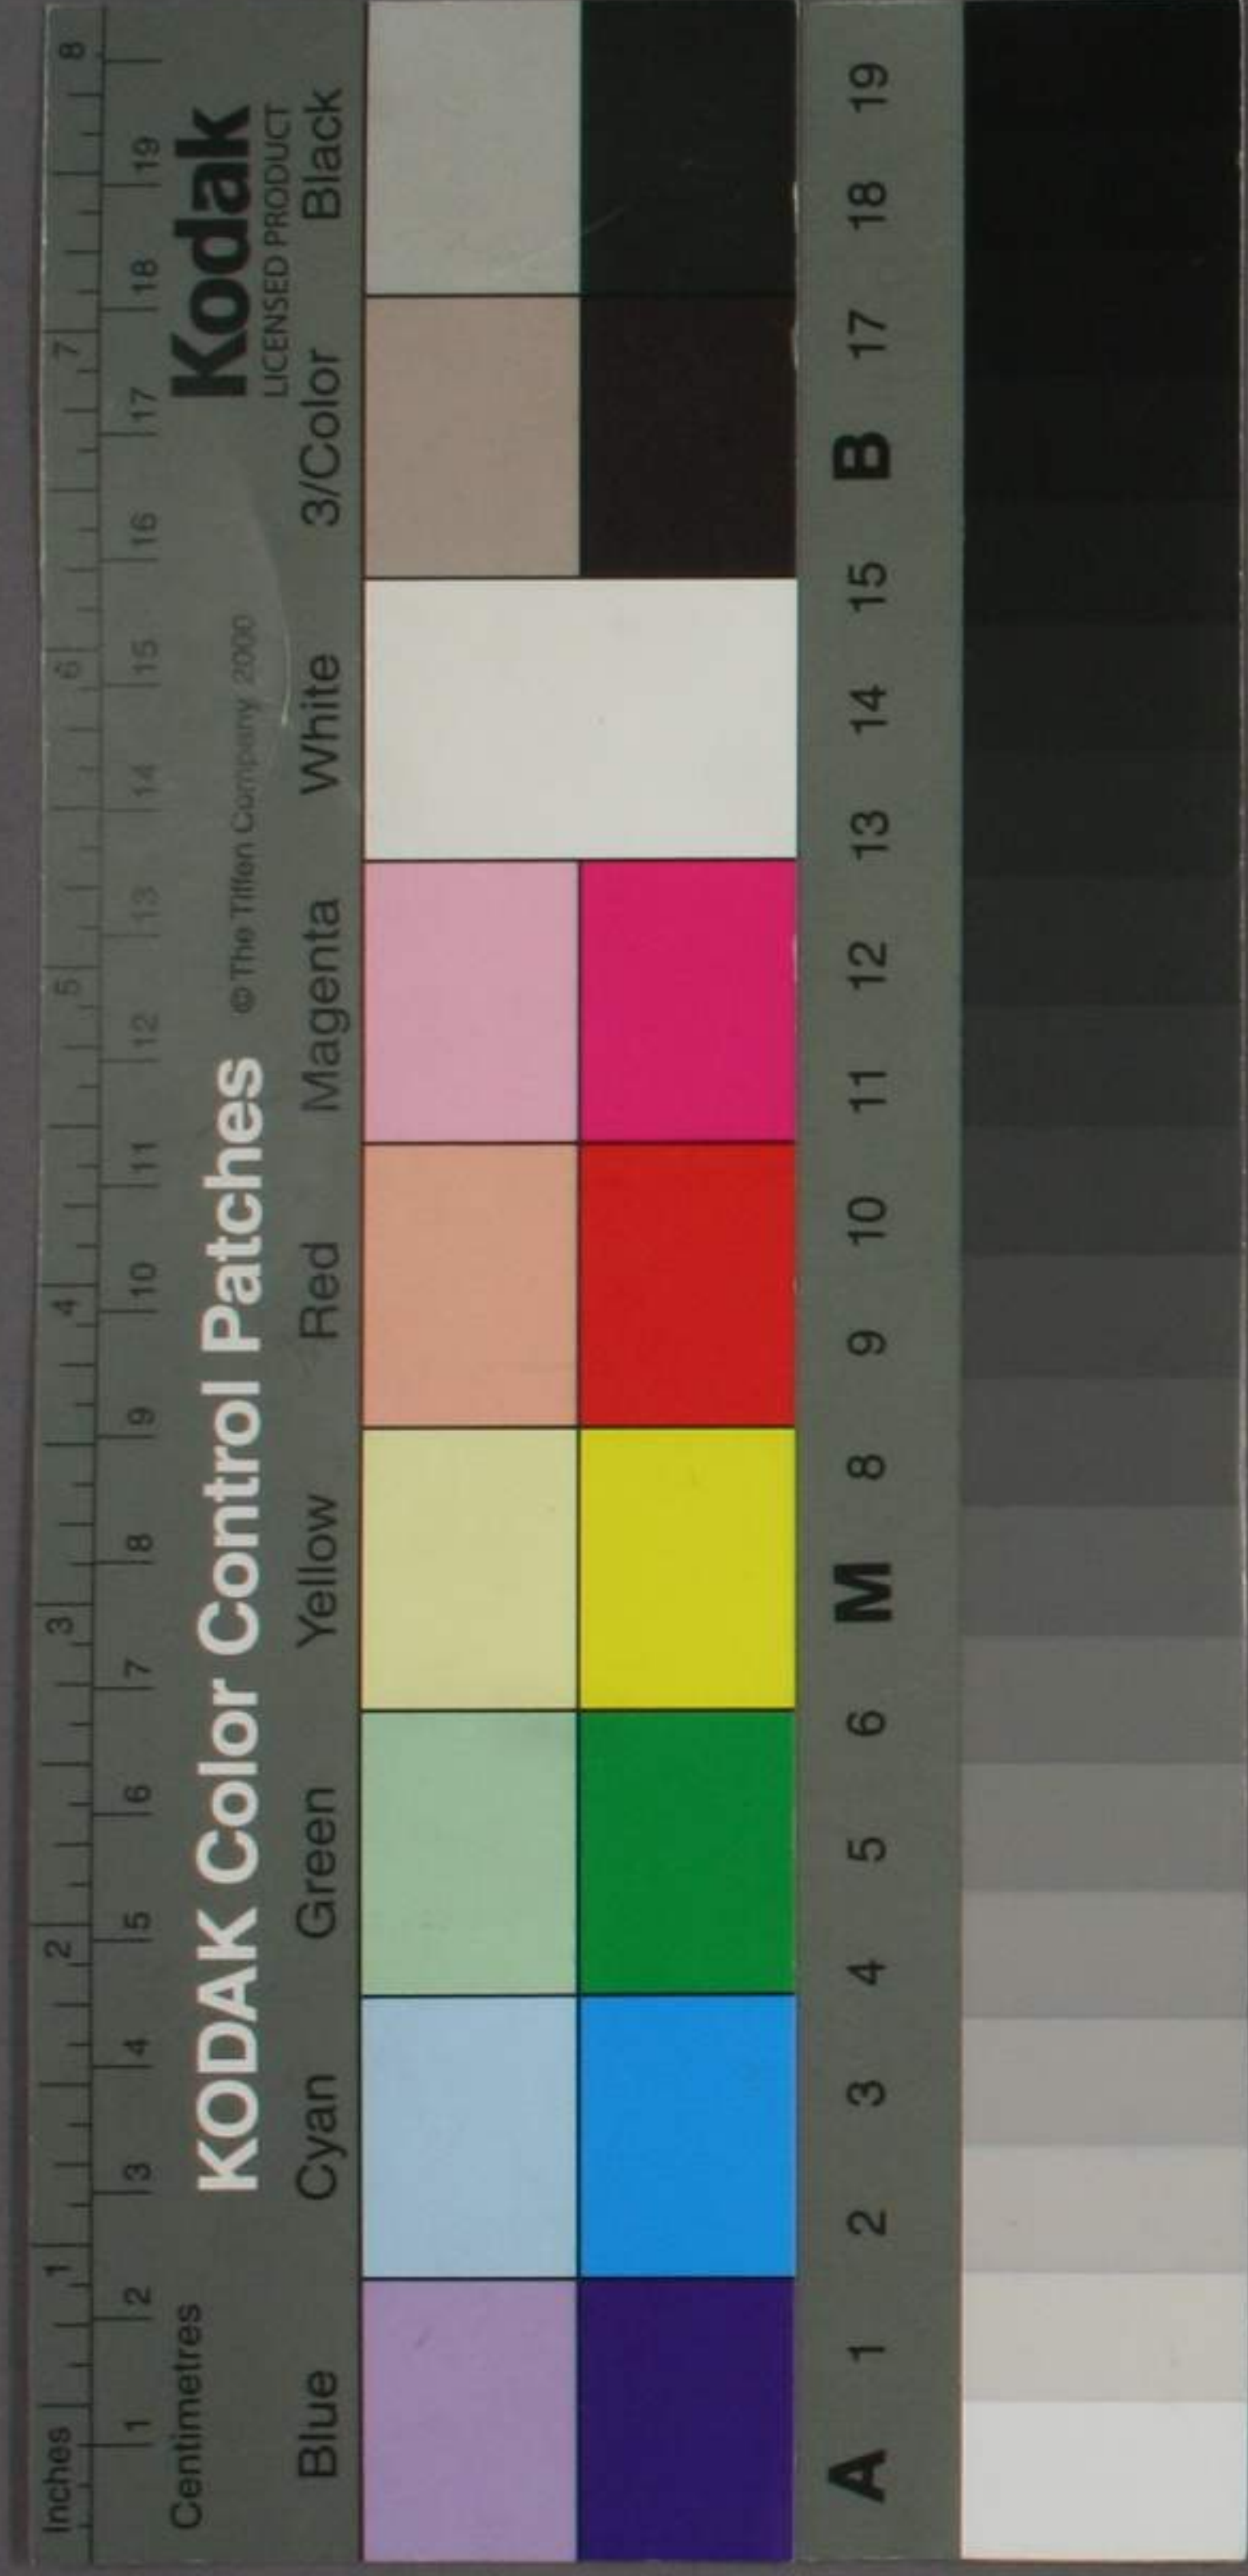 Inches 1 2 3 4 5 6 7 8
Centimetres 1 2 3 4 5 6 7 8 9 10 11 12 13 14 15 16 17 18 19
KODAK Color Control Patches © The Tiffen Company 2000 Kodak
LICENSED PRODUCT
Blue Cyan Green Yellow Red Magenta White 3/Color Black
A 1 2 3 4 5 6 M 8 9 10 11 12 13 14 15 B 17 18 19